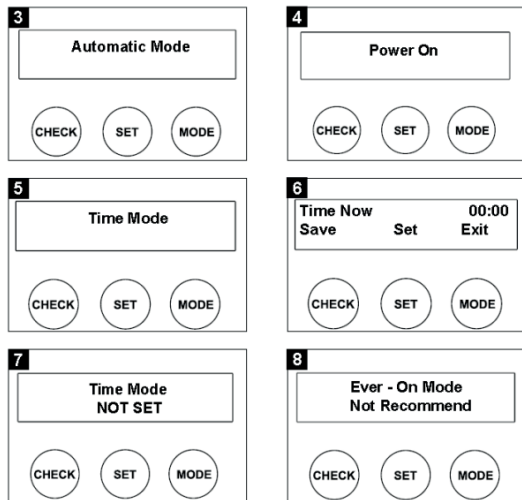 3
Automatic Mode
CHECK SET MODE
4
Power On
CHECK SET MODE
5
Time Mode
CHECK SET MODE
6
Time Now 00:00
Save Set Exit
CHECK SET MODE
7
Time Mode
NOT SET
CHECK SET MODE
8
Ever - On Mode
Not Recommend
CHECK SET MODE